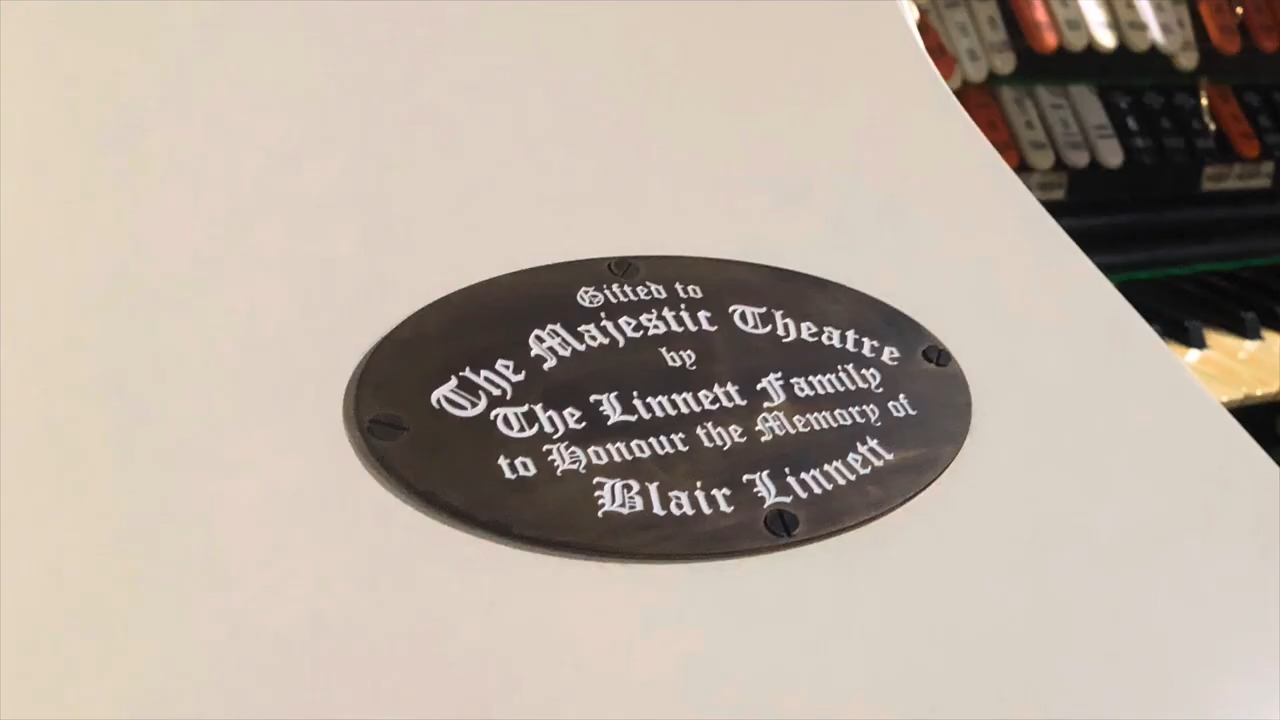 Gifted to
The Majestic Theatre
by
The Linnett Family
to Honour the Memory of
Blair Linnett